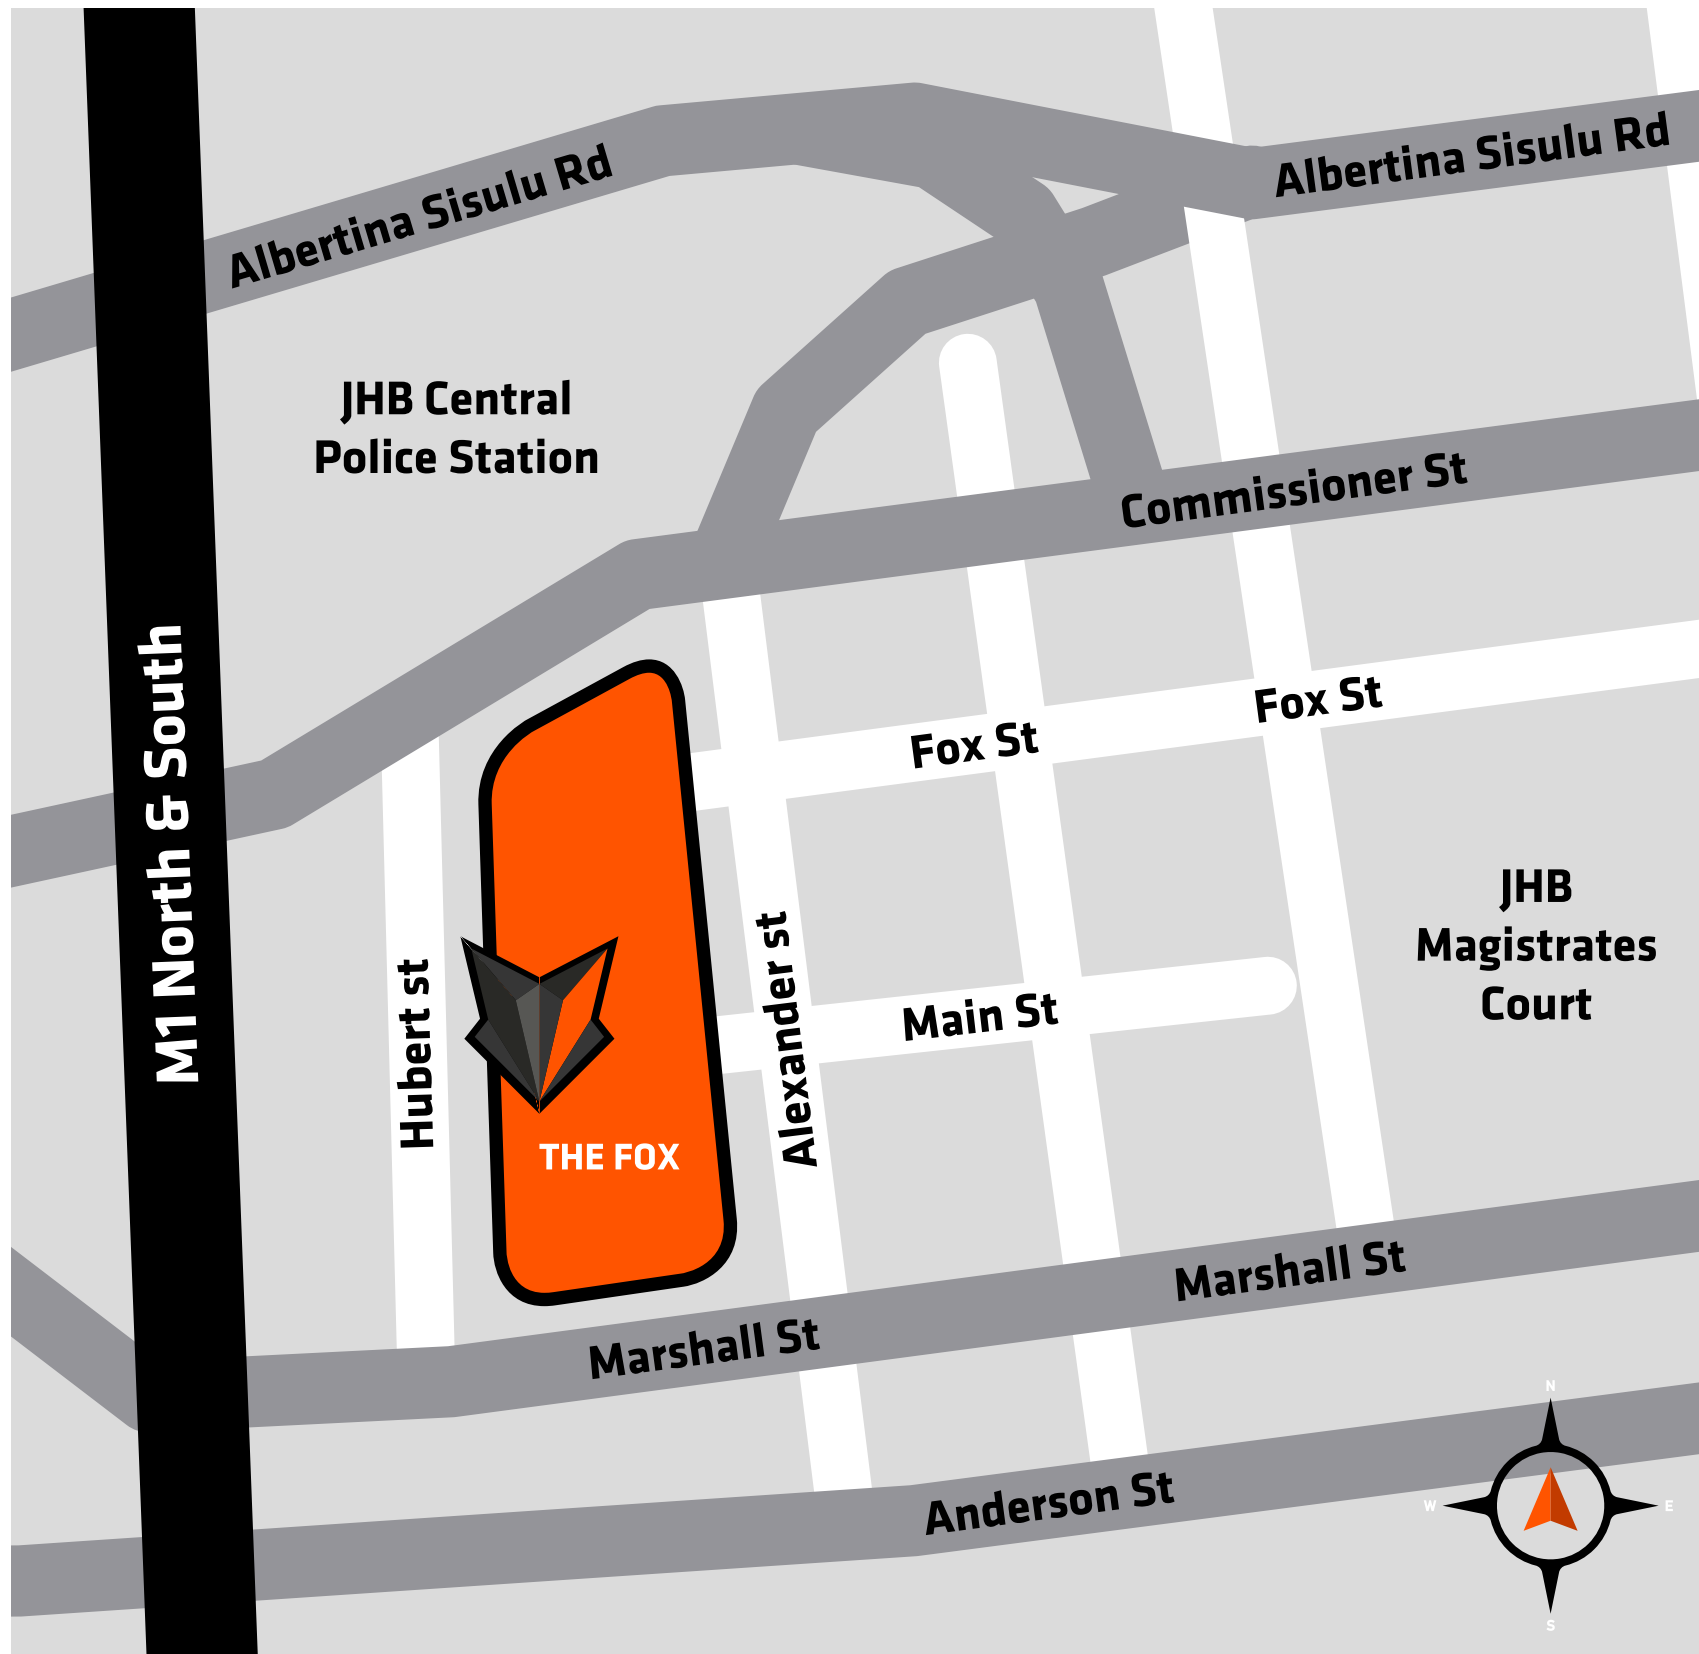 Albertina Sisulu Rd
Albertina Sisulu Rd
JHB Central
Police Station
Commissioner St
M1 North & South
Fox St
Fox St
JHB
Magistrates
Court
Hubert st
Alexander st
Main St
THE FOX
Marshall St
Marshall St
Anderson St
N
W
E
S